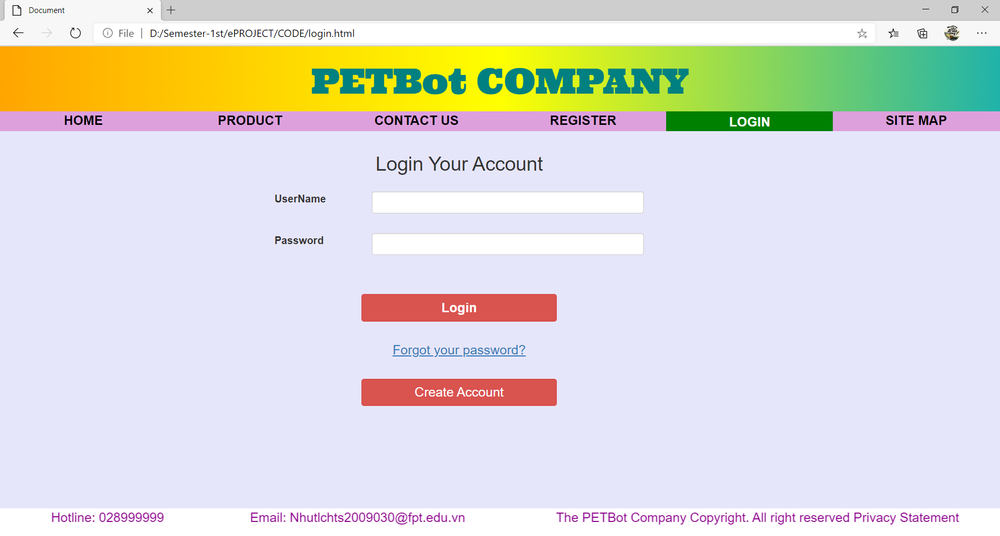 Document
File | D:/Semester-1st/ePROJECT/CODE/login.html
PETBot COMPANY
HOME PRODUCT CONTACT US REGISTER LOGIN SITE MAP
Login Your Account
UserName
Password
Login
Forgot your password?
Create Account
Hotline: 028999999 Email: Nhutlchts2009030@fpt.edu.vn The PETBot Company Copyright. All right reserved Privacy Statement